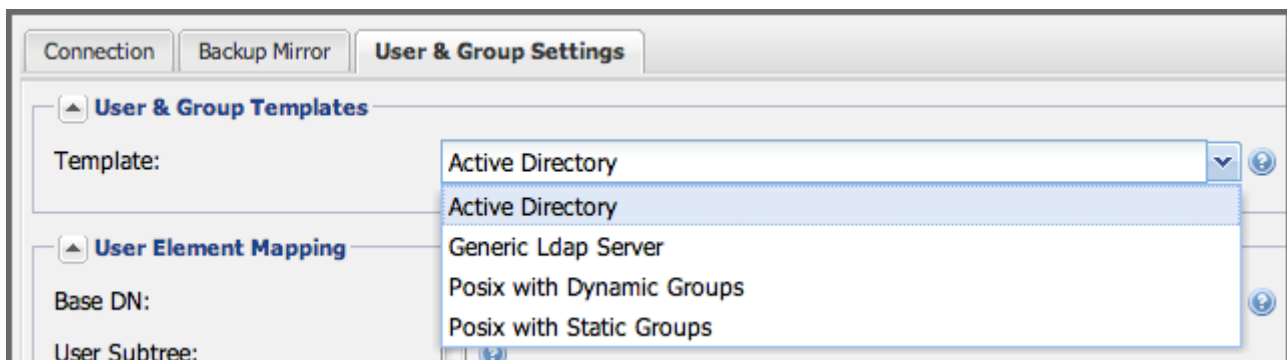 Connection Backup Mirror User & Group Settings
User & Group Templates
Template: Active Directory
Active Directory
Generic Ldap Server
Posix with Dynamic Groups
Posix with Static Groups
User Element Mapping
Base DN:
User Subtree: